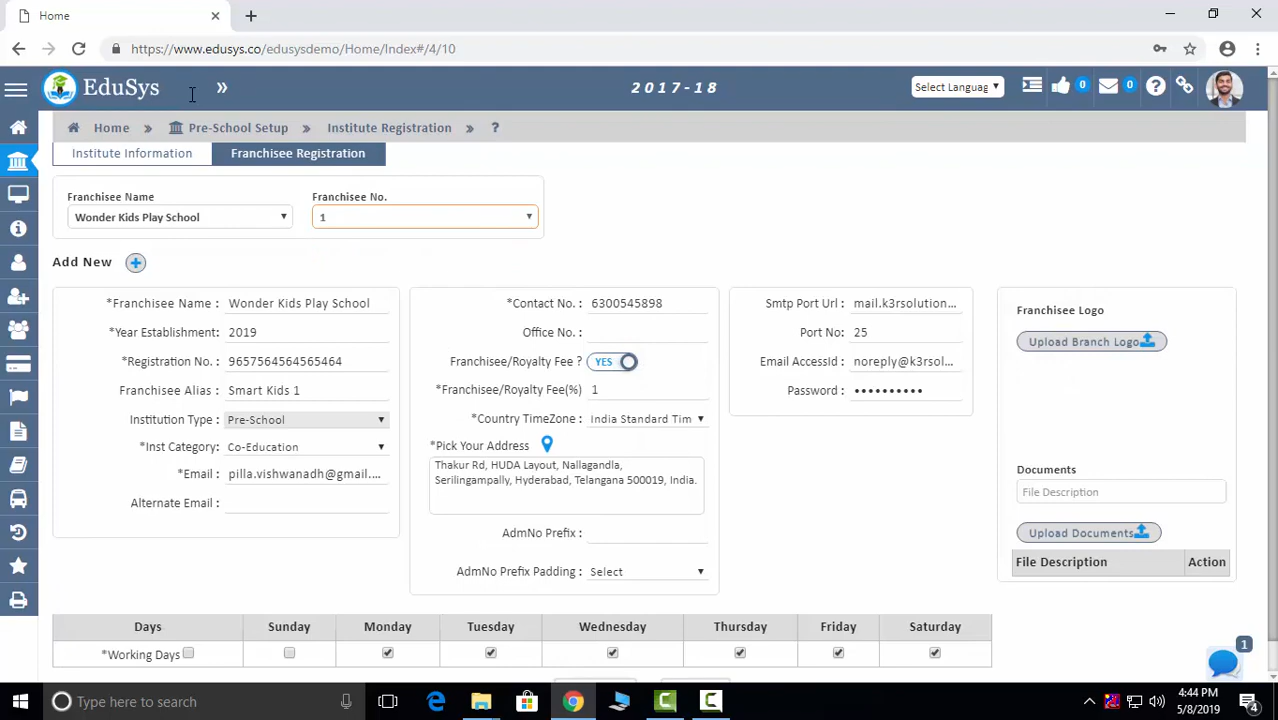 Home
https://www.edusys.co/edusysdemo/Home/Index#/4/10
EduSys » 2017-18 Select Languag 0 0 ?
Home » Pre-School Setup » Institute Registration » ?
Institute Information Franchisee Registration
Franchisee Name Franchisee No.
Wonder Kids Play School 1
Add New
*Franchisee Name : Wonder Kids Play School
*Year Establishment: 2019
*Registration No. : 9657564564565464
Franchisee Alias : Smart Kids 1
Institution Type : Pre-School
*Inst Category: Co-Education
*Email : pilla.vishwanadh@gmail....
Alternate Email :
*Contact No. : 6300545898
Office No. :
Franchisee/Royalty Fee ? YES
*Franchisee/Royalty Fee(%) 1
*Country TimeZone : India Standard Tim
*Pick Your Address
Thakur Rd, HUDA Layout, Nallagandla,
Serilingampally, Hyderabad, Telangana 500019, India.
AdmNo Prefix :
AdmNo Prefix Padding : Select
Smtp Port Url : mail.k3rsolution...
Port No: 25
Email AccessId : noreply@k3rsol...
Password : ••••••••••
Franchisee Logo
Upload Branch Logo
Documents
File Description
Upload Documents
File Description Action
Days Sunday Monday Tuesday Wednesday Thursday Friday Saturday
*Working Days
1
Type here to search
4:44 PM
5/8/2019
4